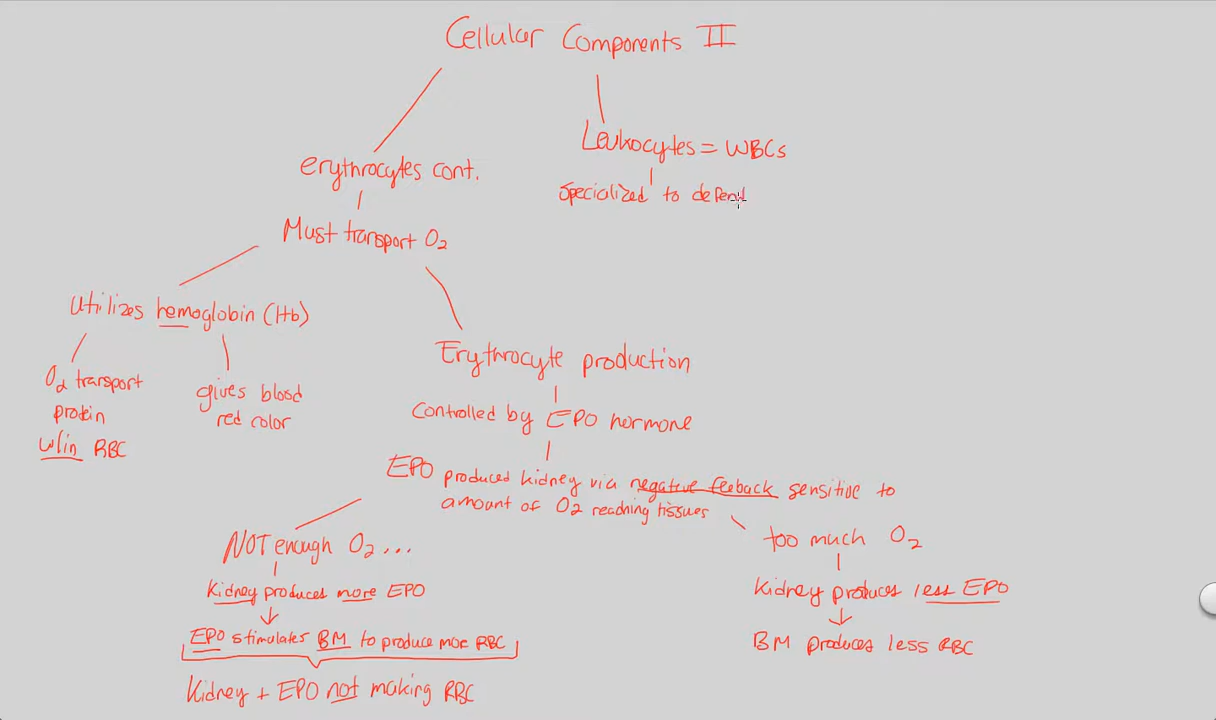 Cellular Components II
erythrocytes cont.
Must transport O2
Utilizes hemoglobin (Hb)
O2 transport
protein
w/in RBC
gives blood
red color
Erythrocyte production
Controlled by EPO hormone
EPO produced kidney via negative feeback sensitive to
amount of O2 reaching tissues
NOT enough O2...
Kidney produces more EPO
EPO stimulates BM to produce more RBC
Kidney + EPO not making RBC
too much O2
Kidney produces less EPO
BM produces less RBC
Leukocytes = WBCs
Specialized to defend